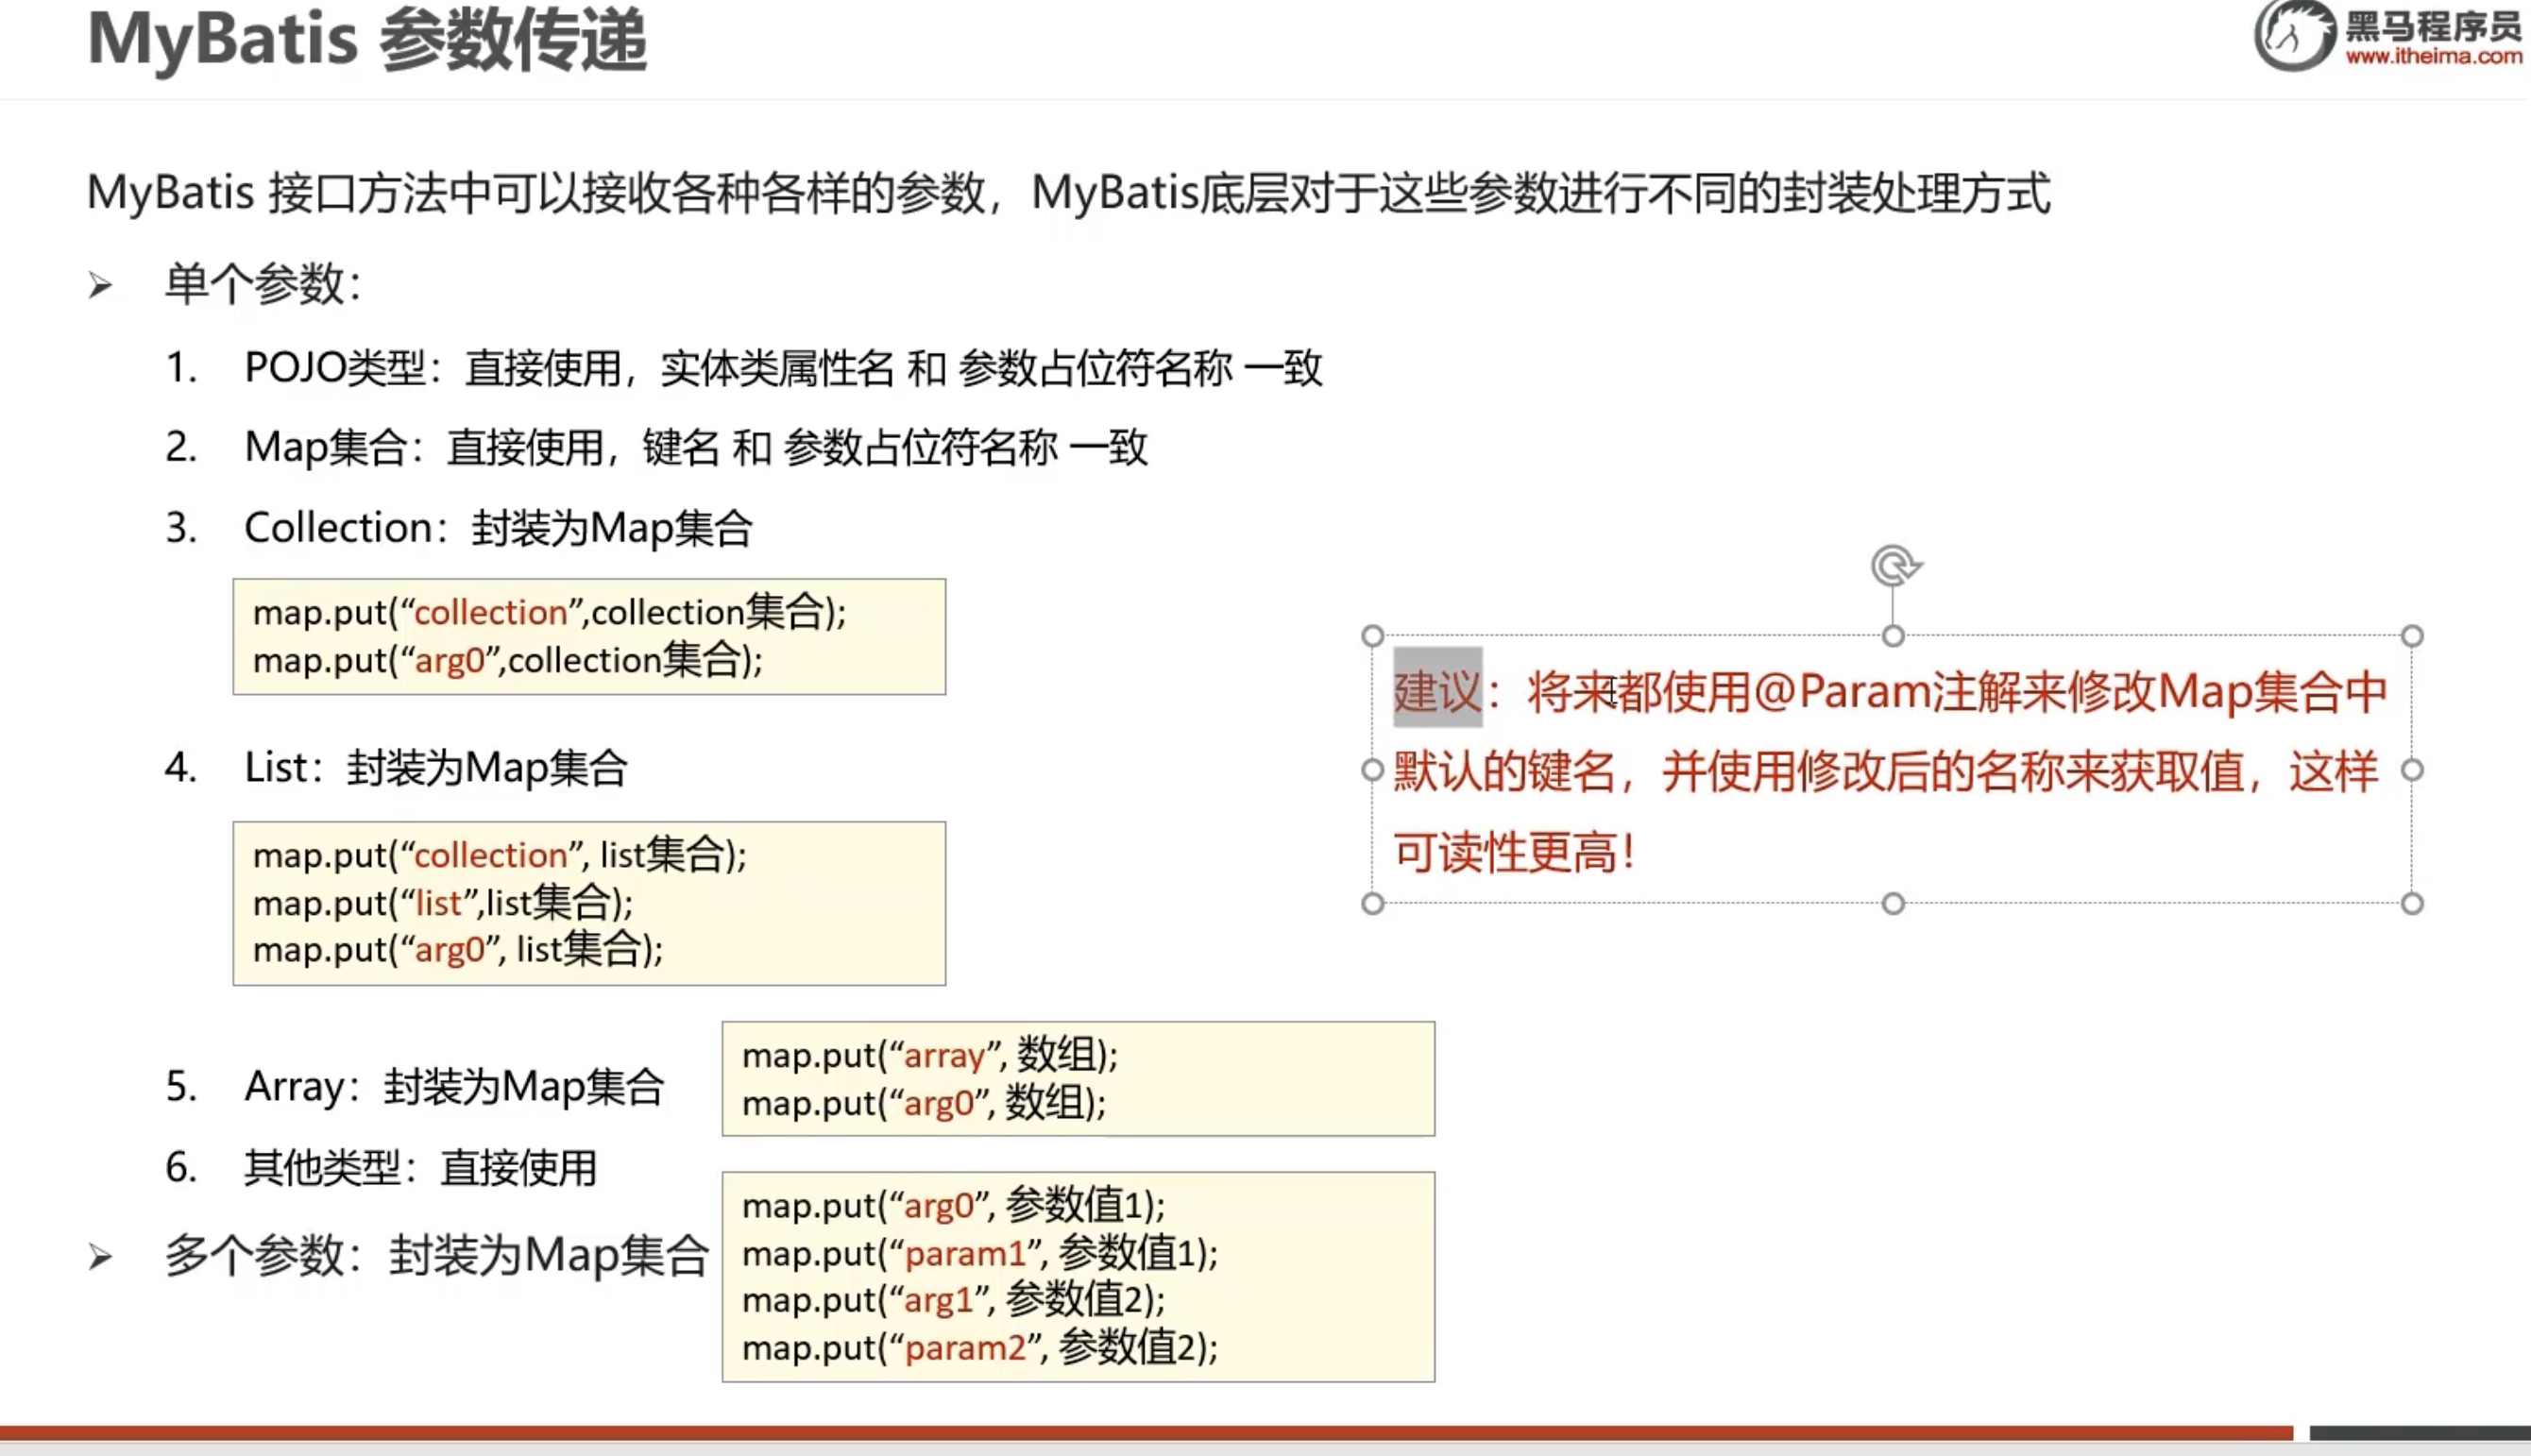 MyBatis 参数传递
黑马程序员
www.itheima.com
MyBatis 接口方法中可以接收各种各样的参数，MyBatis底层对于这些参数进行不同的封装处理方式
➢ 单个参数：
1. POJO类型：直接使用，实体类属性名 和 参数占位符名称 一致
2. Map集合：直接使用，键名 和 参数占位符名称 一致
3. Collection：封装为Map集合
map.put(“collection”,collection集合);
map.put(“arg0”,collection集合);
4. List：封装为Map集合
map.put(“collection”, list集合);
map.put(“list”,list集合);
map.put(“arg0”, list集合);
5. Array：封装为Map集合
map.put(“array”, 数组);
map.put(“arg0”, 数组);
6. 其他类型：直接使用
➢ 多个参数：封装为Map集合
map.put(“arg0”, 参数值1);
map.put(“param1”, 参数值1);
map.put(“arg1”, 参数值2);
map.put(“param2”, 参数值2);
建议：将来都使用@Param注解来修改Map集合中
默认的键名，并使用修改后的名称来获取值，这样
可读性更高！